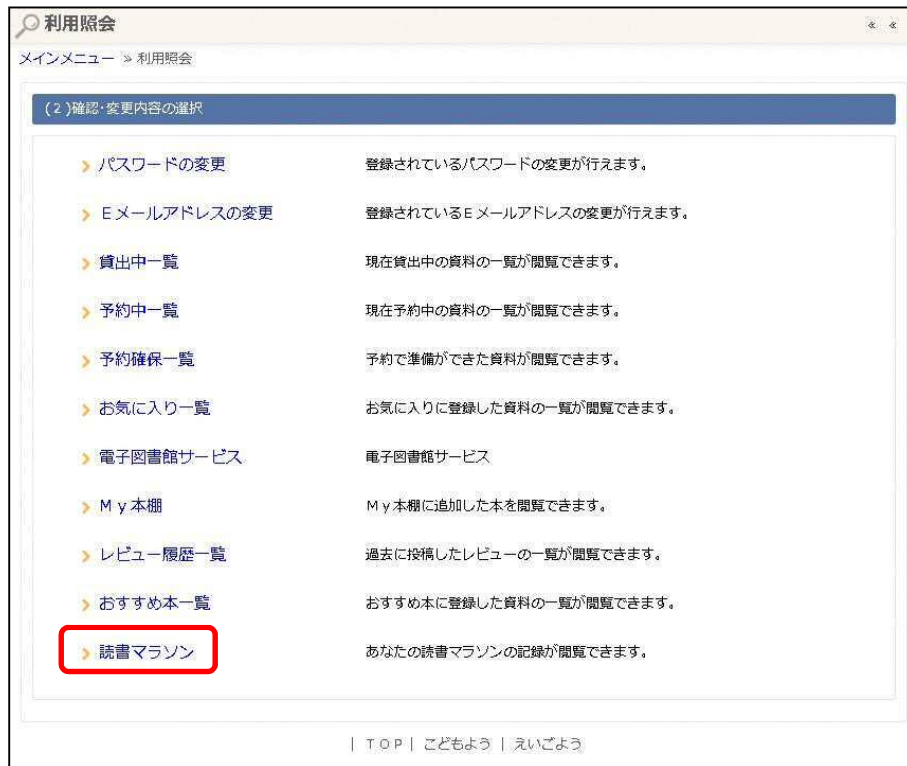 利用照会
« «
メインメニュー » 利用照会
(２)確認・変更内容の選択
› パスワードの変更 登録されているパスワードの変更が行えます。
› Ｅメールアドレスの変更 登録されているＥメールアドレスの変更が行えます。
› 貸出中一覧 現在貸出中の資料の一覧が閲覧できます。
› 予約中一覧 現在予約中の資料の一覧が閲覧できます。
› 予約確保一覧 予約で準備ができた資料が閲覧できます。
› お気に入り一覧 お気に入りに登録した資料の一覧が閲覧できます。
› 電子図書館サービス 電子図書館サービス
› Ｍｙ本棚 Ｍｙ本棚に追加した本を閲覧できます。
› レビュー履歴一覧 過去に投稿したレビューの一覧が閲覧できます。
› おすすめ本一覧 おすすめ本に登録した資料の一覧が閲覧できます。
› 読書マラソン あなたの読書マラソンの記録が閲覧できます。
| ＴＯＰ | こどもよう | えいごよう